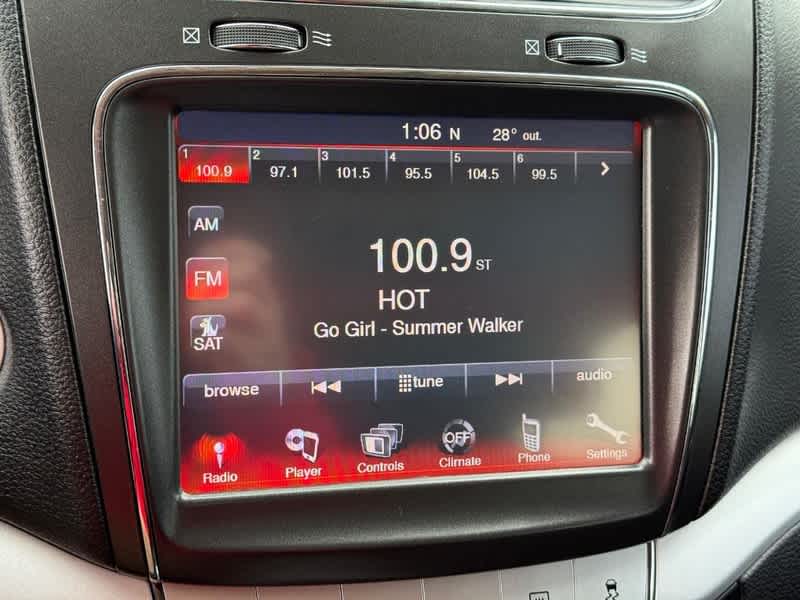 1:06 N 28° out.
1 100.9 2 97.1 3 101.5 4 95.5 5 104.5 6 99.5
AM
100.9 ST
FM
HOT
SAT
Go Girl - Summer Walker
browse tune audio
Radio Player Controls OFF Climate Phone Settings